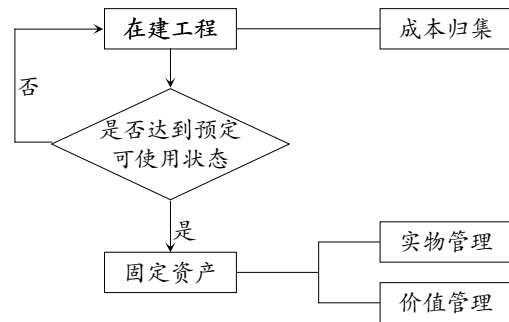 在建工程
成本归集
否
是否达到预定
可使用状态
是
固定资产
实物管理
价值管理